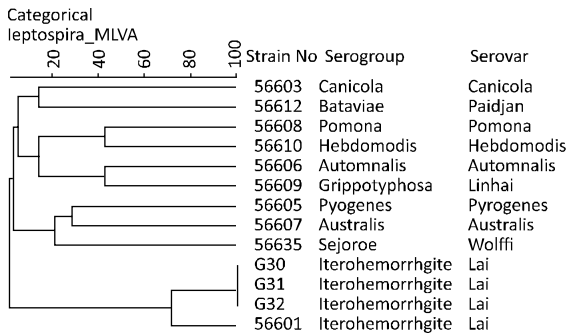 Categorical
leptospira_MLVA
20 40 60 80 100 Strain No Serogroup Serovar
56603 Canicola Canicola
56612 Bataviae Paidjan
56608 Pomona Pomona
56610 Hebdomodis Hebdomodis
56606 Automnalis Automnalis
56609 Grippotyphosa Linhai
56605 Pyogenes Pyrogenes
56607 Australis Australis
56635 Sejoroe Wolffi
G30 Iterohemorrhgite Lai
G31 Iterohemorrhgite Lai
G32 Iterohemorrhgite Lai
56601 Iterohemorrhgite Lai